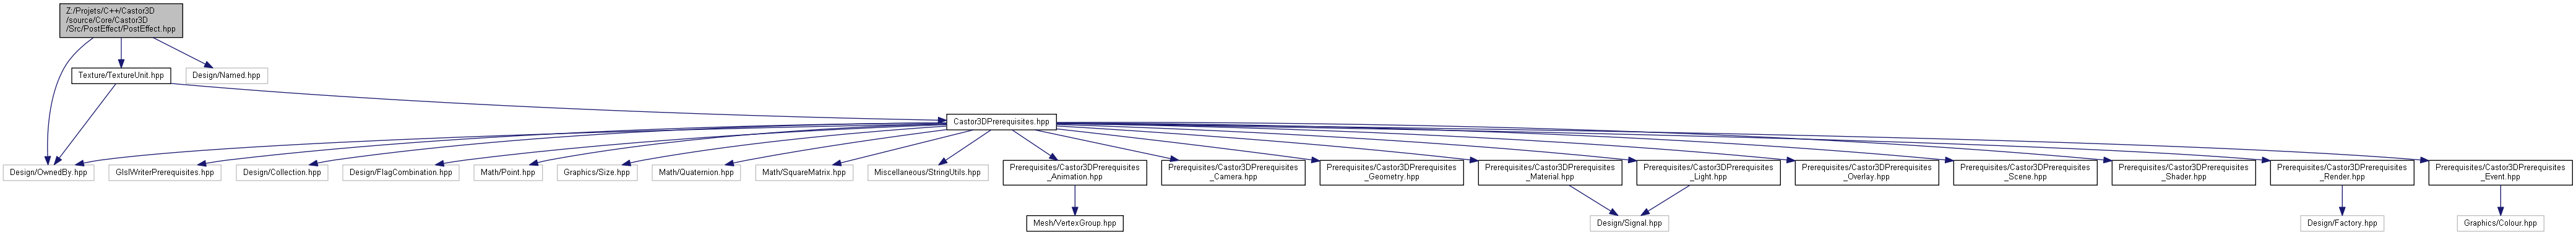 Z:/Projets/C++/Castor3D
/source/Core/Castor3D
/Src/PostEffect/PostEffect.hpp
Texture/TextureUnit.hpp
Design/Named.hpp
Castor3DPrerequisites.hpp
Design/OwnedBy.hpp
GlslWriterPrerequisites.hpp
Design/Collection.hpp
Design/FlagCombination.hpp
Math/Point.hpp
Graphics/Size.hpp
Math/Quaternion.hpp
Math/SquareMatrix.hpp
Miscellaneous/StringUtils.hpp
Prerequisites/Castor3DPrerequisites
_Animation.hpp
Prerequisites/Castor3DPrerequisites
_Camera.hpp
Prerequisites/Castor3DPrerequisites
_Geometry.hpp
Prerequisites/Castor3DPrerequisites
_Material.hpp
Prerequisites/Castor3DPrerequisites
_Light.hpp
Prerequisites/Castor3DPrerequisites
_Overlay.hpp
Prerequisites/Castor3DPrerequisites
_Scene.hpp
Prerequisites/Castor3DPrerequisites
_Shader.hpp
Prerequisites/Castor3DPrerequisites
_Render.hpp
Prerequisites/Castor3DPrerequisites
_Event.hpp
Mesh/VertexGroup.hpp
Design/Signal.hpp
Design/Factory.hpp
Graphics/Colour.hpp